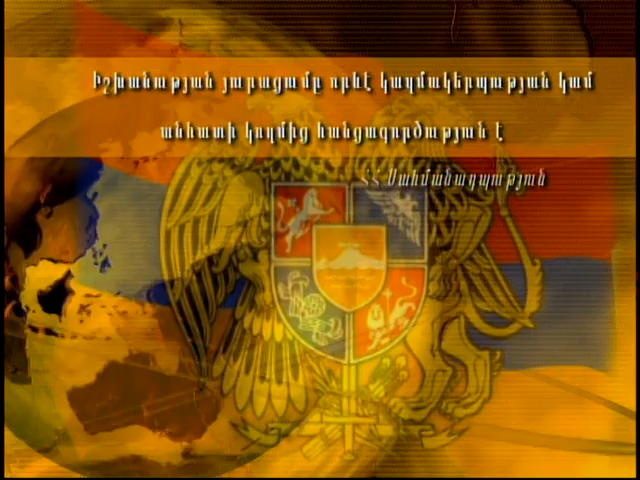 Իշխանության յուրացումը որևէ կազմակերպության կամ
անհատի կողմից հանցագործություն է
ՀՀ Սահմանադրություն